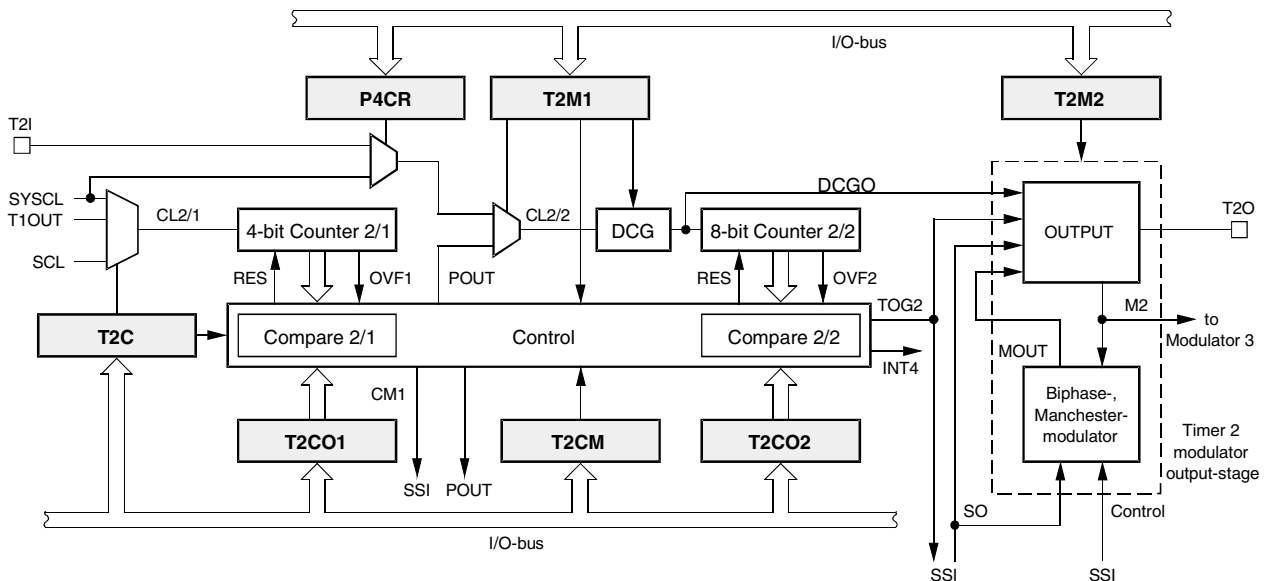 I/O-bus
P4CR
T2M1
T2M2
T2I
SYSCL
T1OUT
SCL
CL2/1
4-bit Counter 2/1
CL2/2
DCG
8-bit Counter 2/2
DCGO
OUTPUT
T2O
RES
OVF1
POUT
RES
OVF2
TOG2
M2
to
Modulator 3
T2C
Compare 2/1
Control
Compare 2/2
INT4
MOUT
Biphase-,
Manchester-
modulator
CM1
T2CO1
T2CM
T2CO2
Timer 2
modulator
output-stage
SSI
POUT
SO
Control
I/O-bus
SSI
SSI